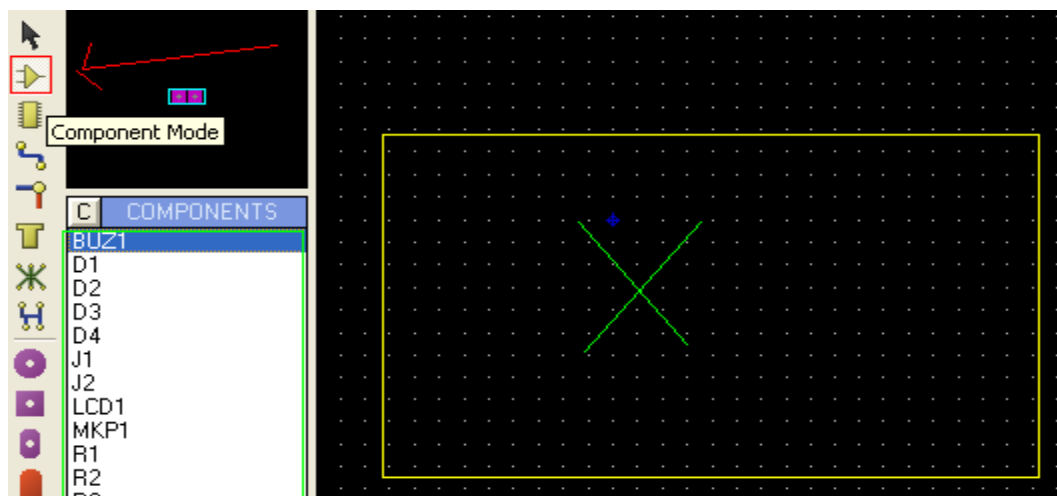 Component Mode
C COMPONENTS
BUZ1
D1
D2
D3
D4
J1
J2
LCD1
MKP1
R1
R2